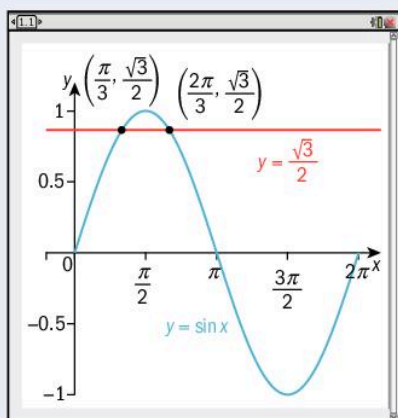 1.1
y (π/3, √3/2) (2π/3, √3/2)
1
y = √3/2
0.5
0 π/2 π 3π/2 2π x
−0.5
y = sin x
−1